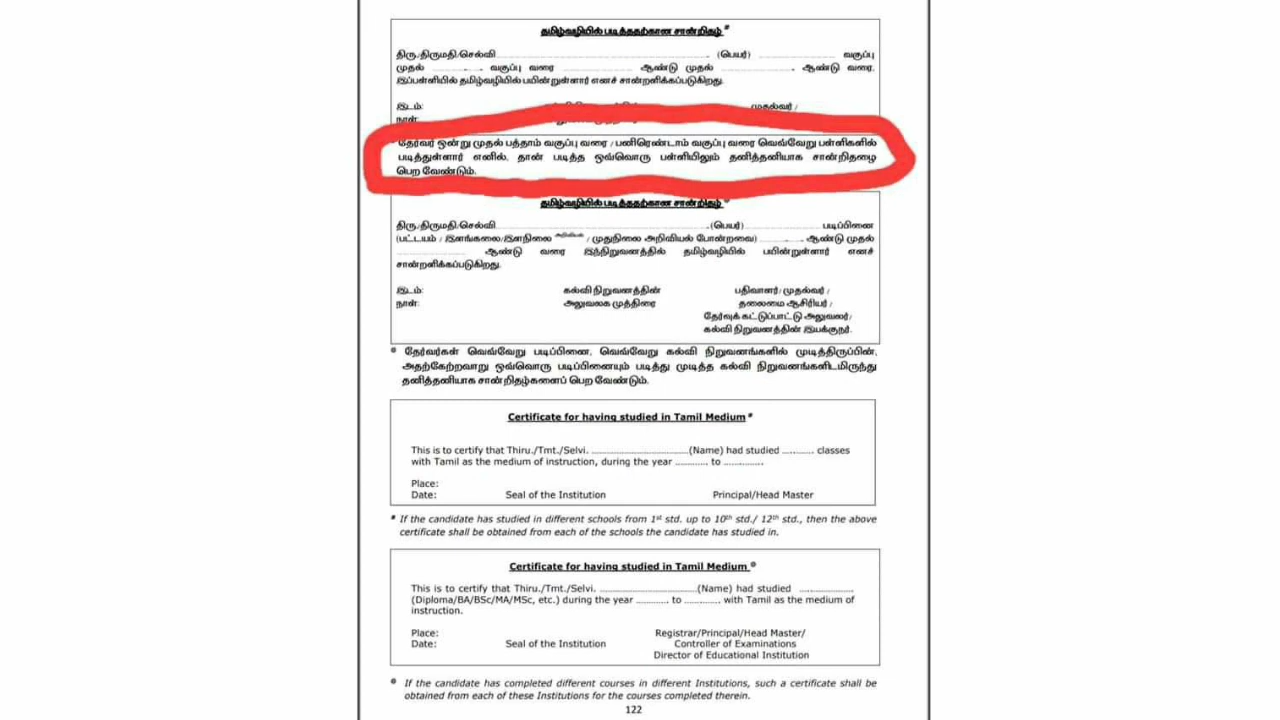 தமிழ்வழியில் படித்ததற்கான சான்றிதழ் #
திரு./திருமதி/செல்வி ........................ (பெயர்) ........................ வகுப்பு
முதல் ............... வகுப்பு வரை ............... ஆண்டு முதல் ............... ஆண்டு வரை,
இப்பள்ளியில் தமிழ்வழியில் பயின்றுள்ளார் எனச் சான்றளிக்கப்படுகிறது.
இடம்: முதல்வர் /
நாள்:
தேர்வர் ஒன்று முதல் பத்தாம் வகுப்பு வரை / பனிரெண்டாம் வகுப்பு வரை வெவ்வேறு பள்ளிகளில்
படித்துள்ளார் எனில், தான் படித்த ஒவ்வொரு பள்ளியிலும் தனித்தனியாக சான்றிதழை
பெற வேண்டும்.
தமிழ்வழியில் படித்ததற்கான சான்றிதழ் @
திரு./திருமதி/செல்வி ........................ (பெயர்) ........................ படிப்பினை
(பட்டயம் / இளங்கலை/இளநிலை அறிவியல் / முதுநிலை அறிவியல் போன்றவை) ............... ஆண்டு முதல்
............... ஆண்டு வரை இந்நிறுவனத்தில் தமிழ்வழியில் பயின்றுள்ளார் எனச்
சான்றளிக்கப்படுகிறது.
இடம்: கல்வி நிறுவனத்தின் பதிவாளர்/ முதல்வர் /
நாள்: அலுவலக முத்திரை தலைமை ஆசிரியர் /
தேர்வுக் கட்டுப்பாட்டு அலுவலர்/
கல்வி நிறுவனத்தின் இயக்குநர்.
@ தேர்வர்கள் வெவ்வேறு படிப்பினை, வெவ்வேறு கல்வி நிறுவனங்களில் முடித்திருப்பின்,
அதற்கேற்றவாறு ஒவ்வொரு படிப்பினையும் படித்து முடித்த கல்வி நிறுவனங்களிடமிருந்து
தனித்தனியாக சான்றிதழ்களைப் பெற வேண்டும்.
Certificate for having studied in Tamil Medium #
This is to certify that Thiru./Tmt./Selvi. ........................(Name) had studied ........... classes
with Tamil as the medium of instruction, during the year ........... to .............
Place:
Date: Seal of the Institution Principal/Head Master
# If the candidate has studied in different schools from 1st std. up to 10th std./ 12th std., then the above
certificate shall be obtained from each of the schools the candidate has studied in.
Certificate for having studied in Tamil Medium @
This is to certify that Thiru./Tmt./Selvi. ........................(Name) had studied ...............
(Diploma/BA/BSc/MA/MSc, etc.) during the year ........... to ............ with Tamil as the medium of
instruction.
Place: Registrar/Principal/Head Master/
Date: Seal of the Institution Controller of Examinations
Director of Educational Institution
@ If the candidate has completed different courses in different Institutions, such a certificate shall be
obtained from each of these Institutions for the courses completed therein.
122